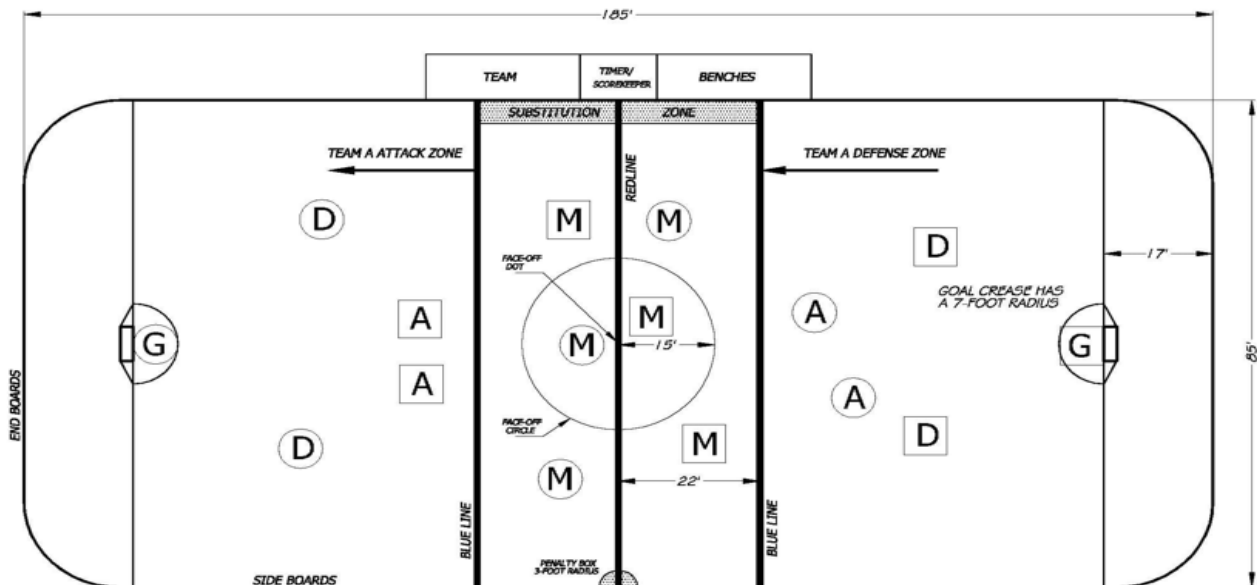 185'
TEAM
TIMER/
SCOREKEEPER
BENCHES
SUBSTITUTION
ZONE
TEAM A ATTACK ZONE
TEAM A DEFENSE ZONE
REDLINE
D
M
M
D
FACE-OFF
DOT
17'
GOAL CREASE HAS
A 7-FOOT RADIUS
A
M
A
G
M
15'
G
85'
A
A
END BOARDS
FACE-OFF
CIRCLE
D
M
D
M
22'
BLUE LINE
BLUE LINE
PENALTY BOX
3-FOOT RADIUS
SIDE BOARDS